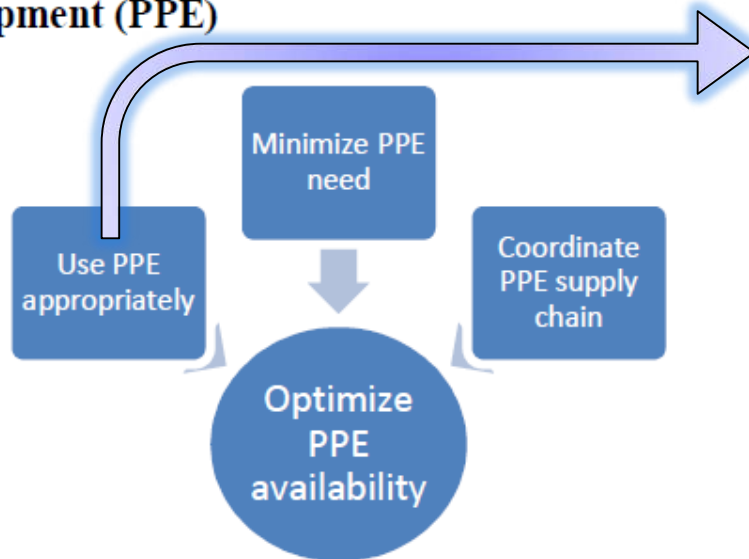 pment (PPE)
Minimize PPE
need
Use PPE
appropriately
Coordinate
PPE supply
chain
Optimize
PPE
availability